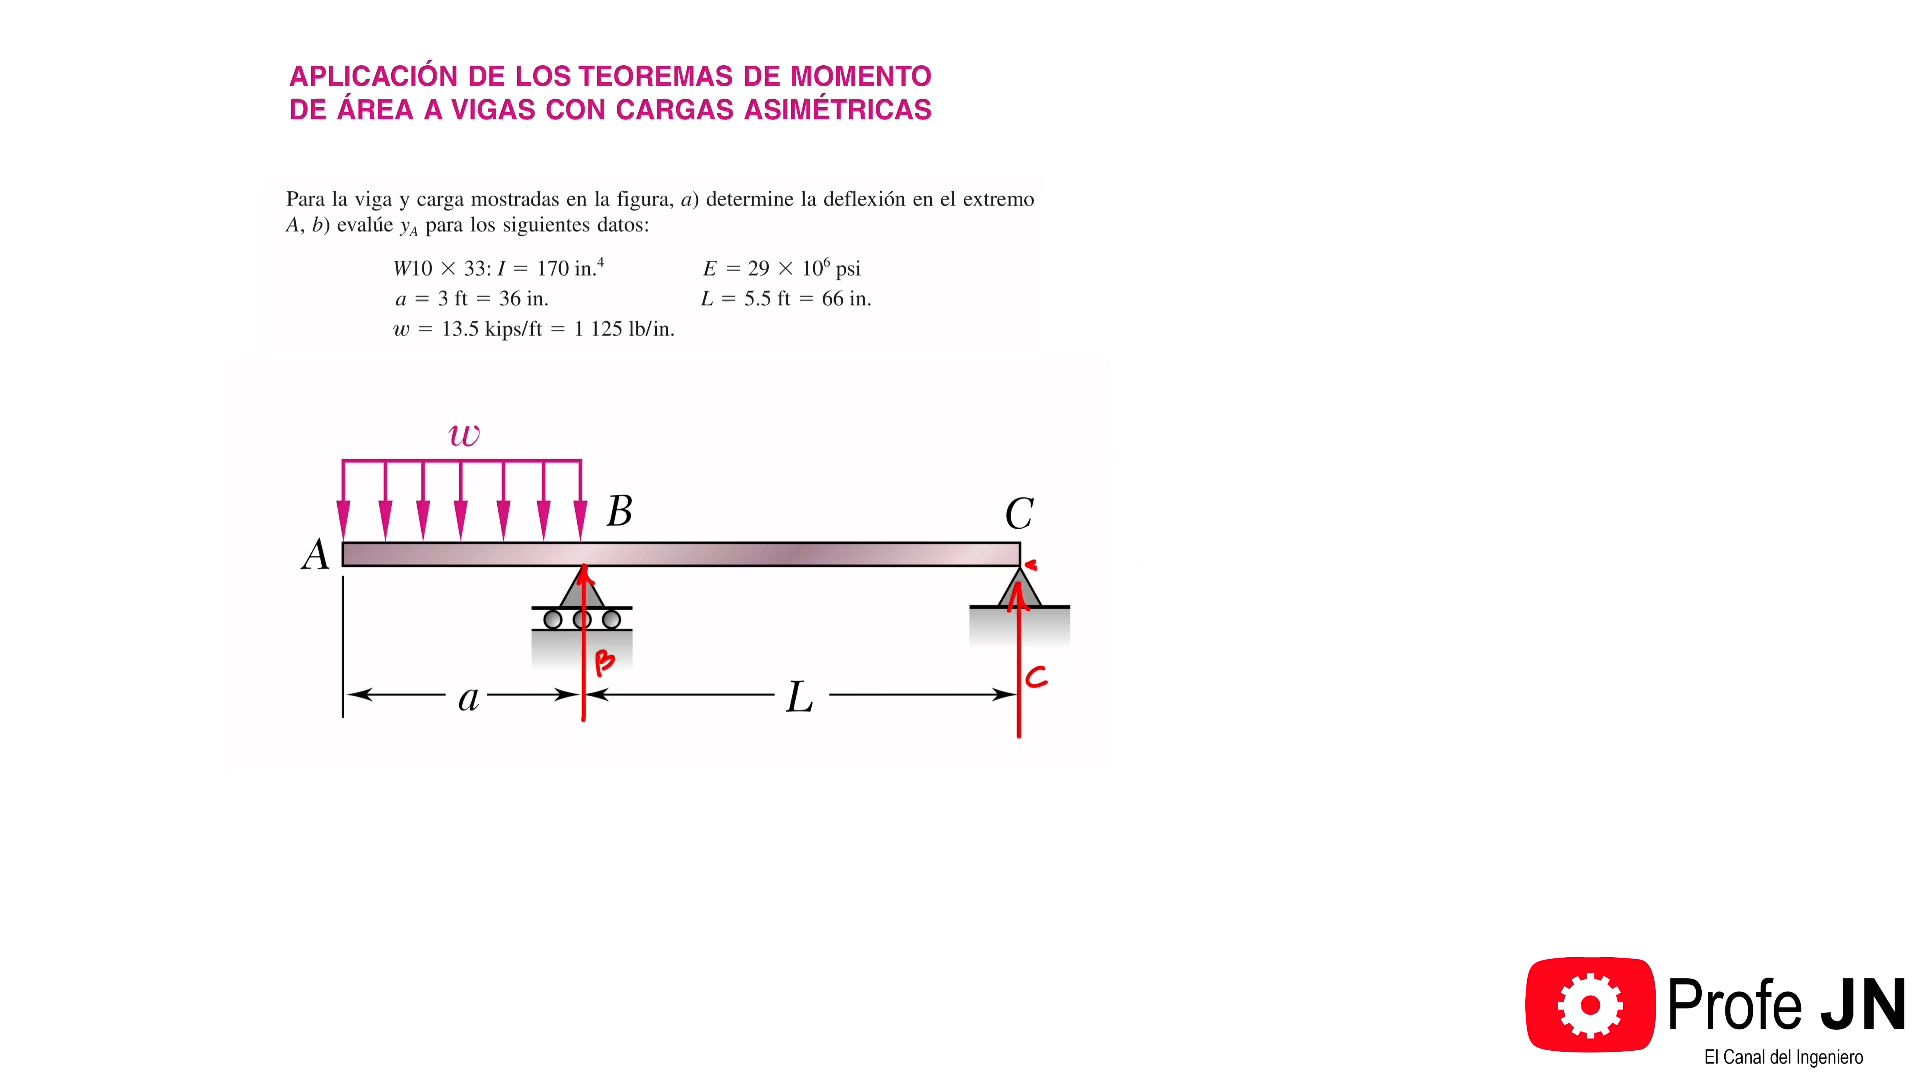 APLICACIÓN DE LOS TEOREMAS DE MOMENTO
DE ÁREA A VIGAS CON CARGAS ASIMÉTRICAS
Para la viga y carga mostradas en la figura, a) determine la deflexión en el extremo
A, b) evalúe yA para los siguientes datos:
W10 × 33: I = 170 in.⁴ E = 29 × 10⁶ psi
a = 3 ft = 36 in. L = 5.5 ft = 66 in.
w = 13.5 kips/ft = 1 125 lb/in.
w
B
C
A
B
C
a
L
Profe JN
El Canal del Ingeniero